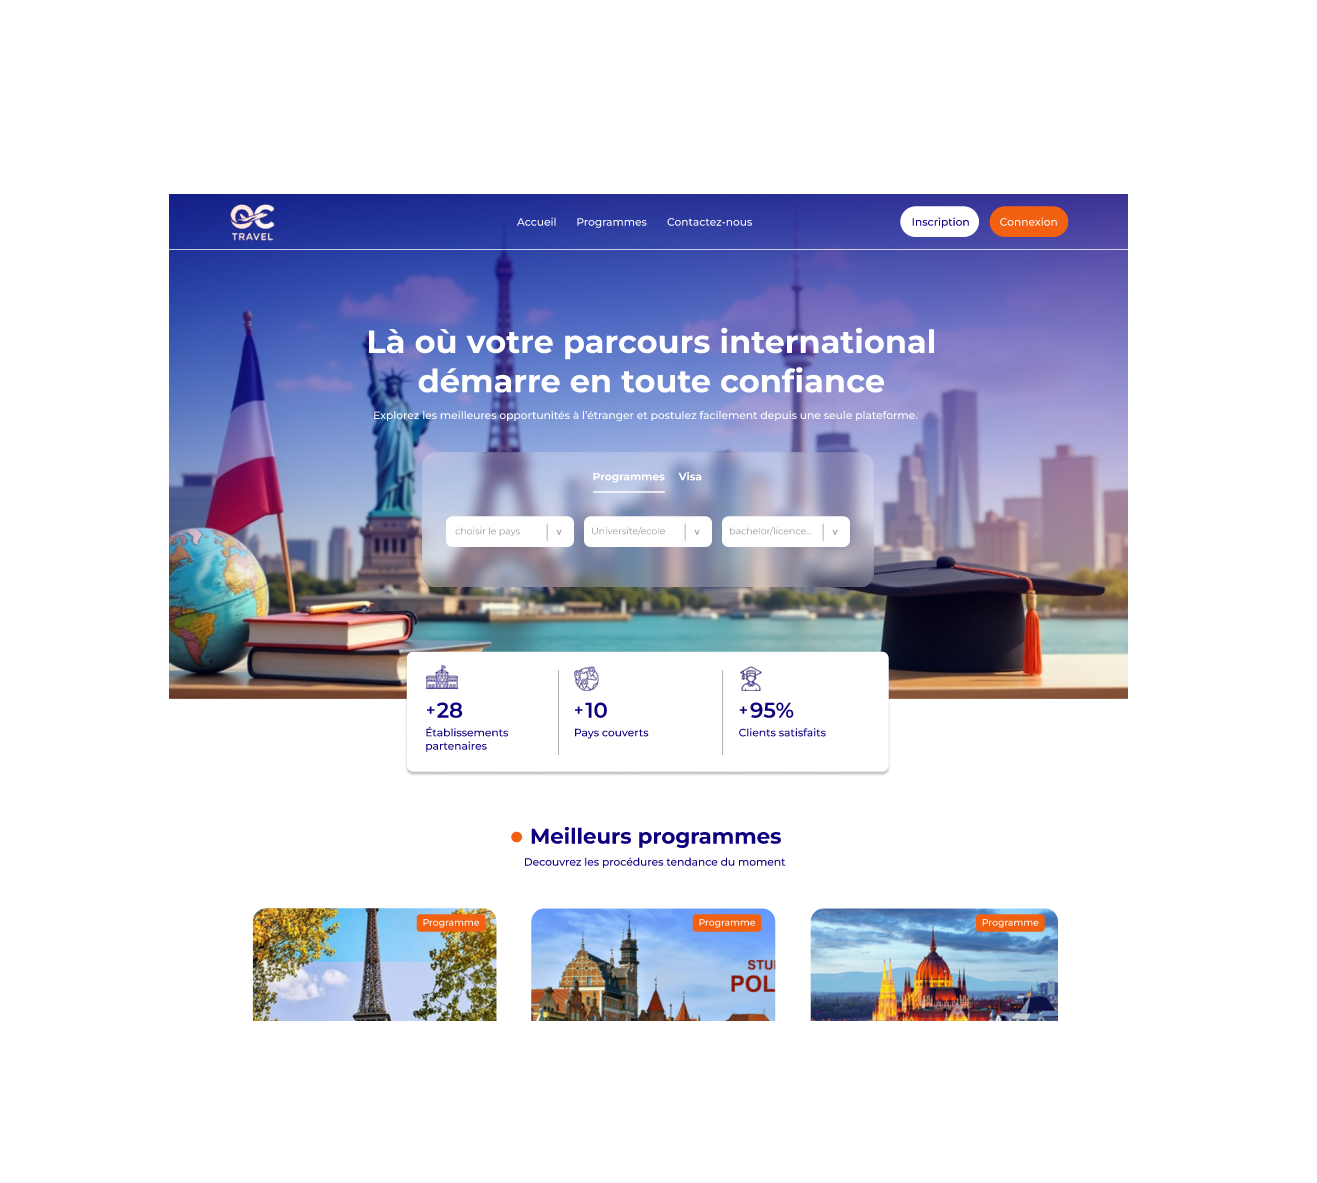 TRAVEL
Accueil Programmes Contactez-nous
Inscription Connexion
Là où votre parcours international
démarre en toute confiance
Explorez les meilleures opportunités à l'étranger et postulez facilement depuis une seule plateforme.
Programmes Visa
choisir le pays
Universite/ecole
bachelor/licence...
+28
Établissements
partenaires
+10
Pays couverts
+95%
Clients satisfaits
Meilleurs programmes
Decouvrez les procédures tendance du moment
Programme
Programme
Programme